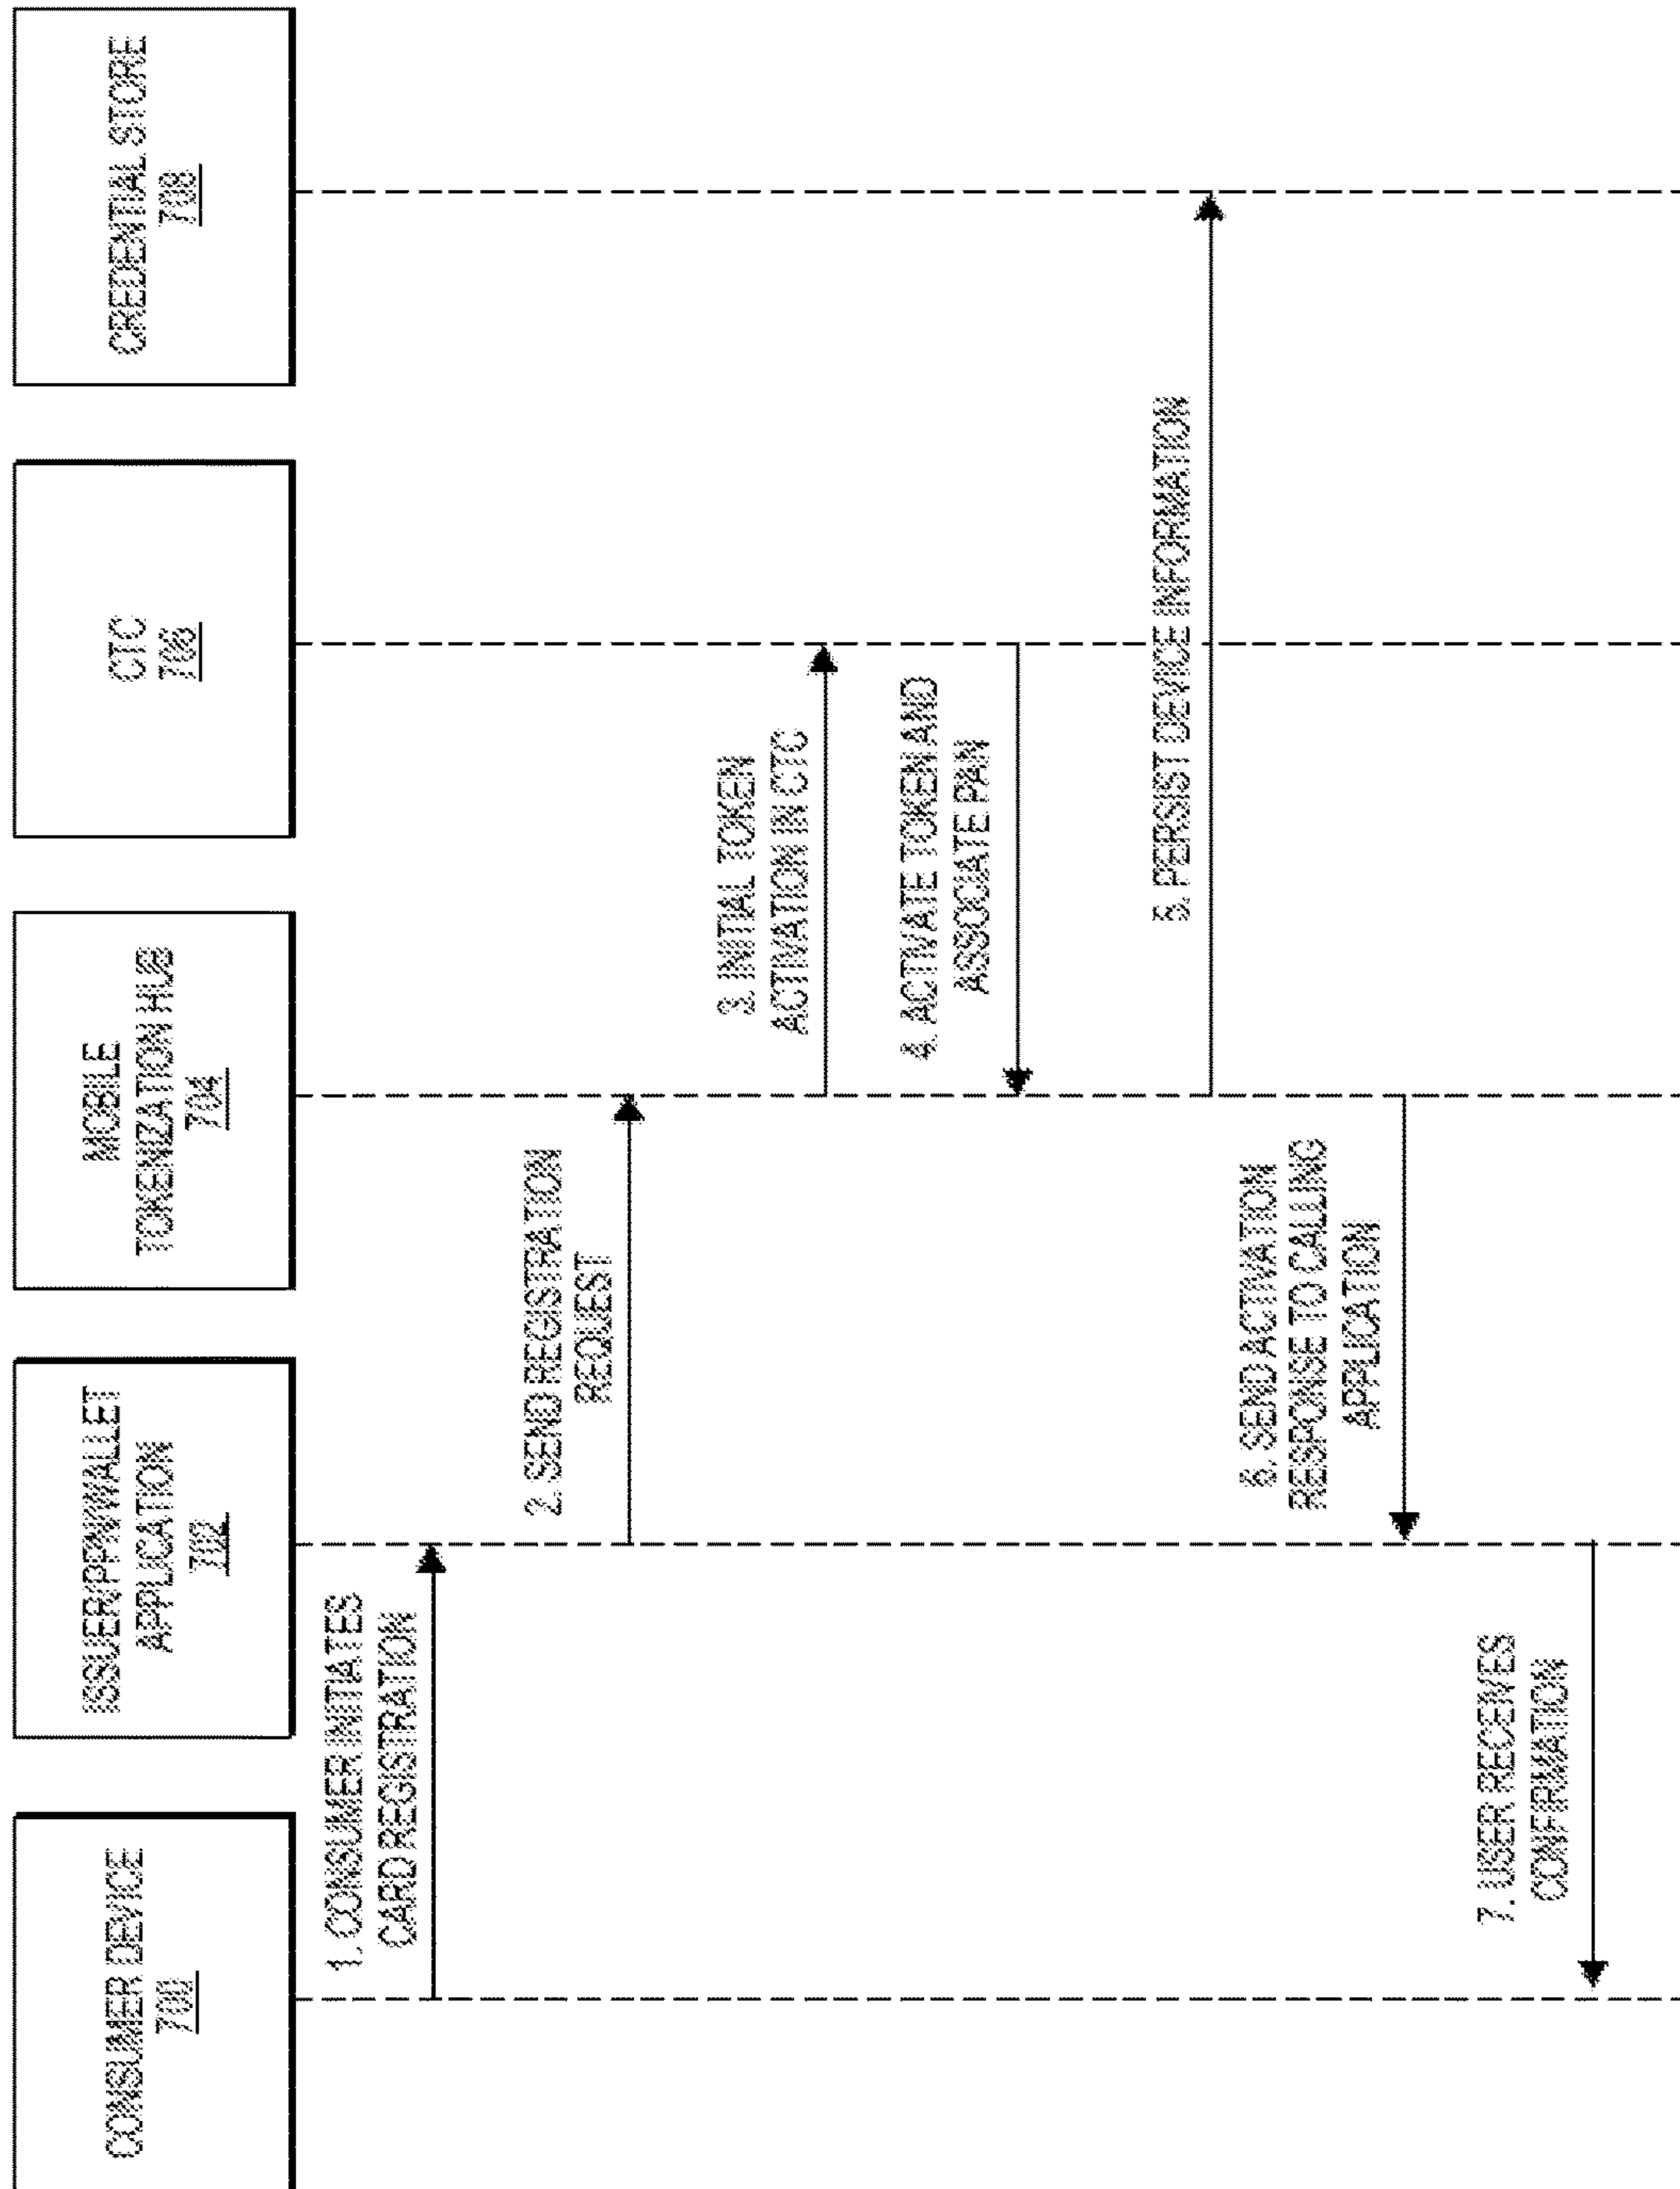 CONSUMER DEVICE
700
ISSUER/PPN/WALLET
APPLICATION
702
MOBILE
TOKENIZATION HUB
704
CTC
706
CREDENTIAL STORE
708
1. CONSUMER INITIATES
CARD REGISTRATION
2. SEND REGISTRATION
REQUEST
3. INITIAL TOKEN
ACTIVATION IN CTC
4. ACTIVATE TOKEN AND
ASSOCIATE PAN
5. PERSIST DEVICE INFORMATION
6. SEND ACTIVATION
RESPONSE TO CALLING
APPLICATION
7. USER RECEIVES
CONFIRMATION